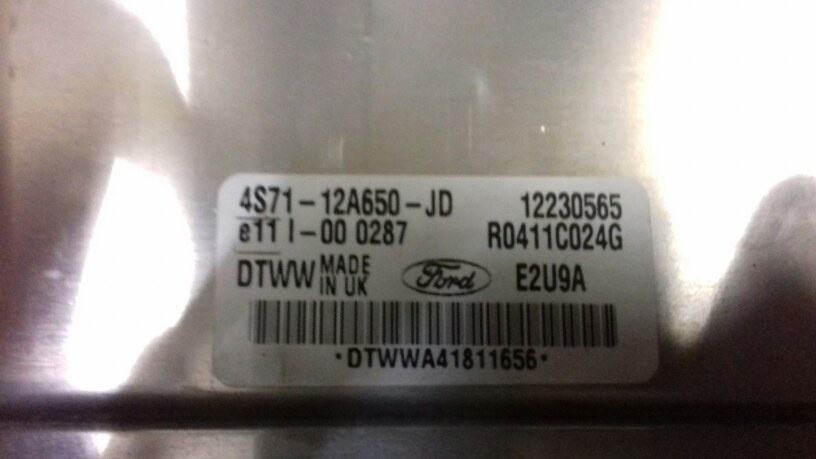 4S71-12A650-JD 12230565
e11 I-00 0287 R0411C024G
DTWW MADE IN UK Ford E2U9A
·DTWWA41811656·